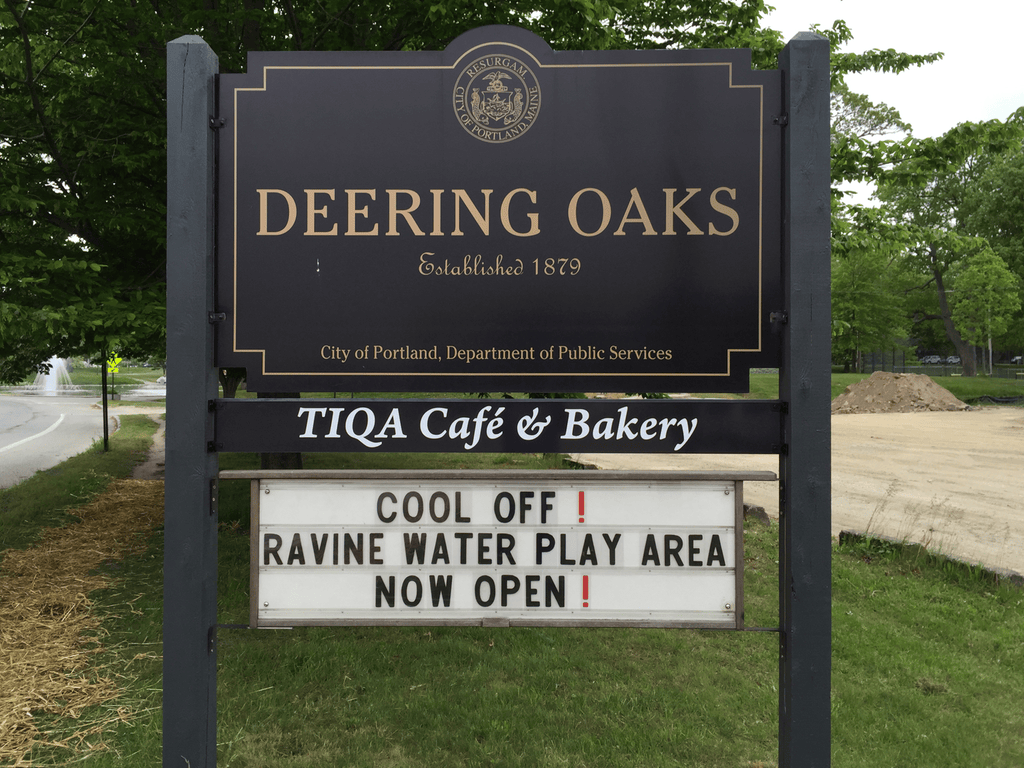 RESURGAM
CITY OF PORTLAND, MAINE
DEERING OAKS
Established 1879
City of Portland, Department of Public Services
TIQA Café & Bakery
COOL OFF !
RAVINE WATER PLAY AREA
NOW OPEN !